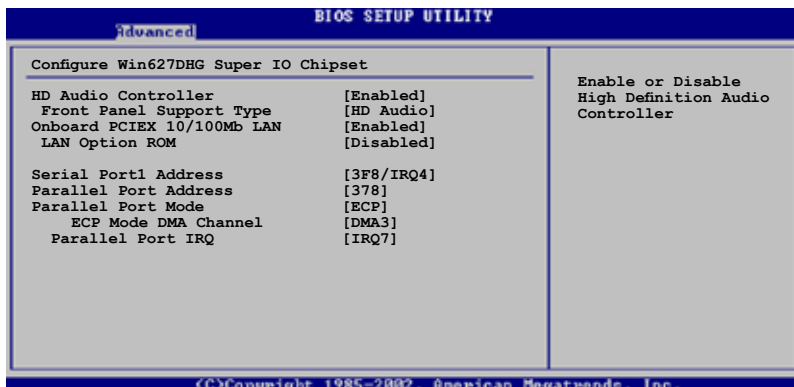 BIOS SETUP UTILITY
Advanced
Configure Win627DHG Super IO Chipset
HD Audio Controller [Enabled]
Front Panel Support Type [HD Audio]
Onboard PCIEX 10/100Mb LAN [Enabled]
LAN Option ROM [Disabled]
Serial Port1 Address [3F8/IRQ4]
Parallel Port Address [378]
Parallel Port Mode [ECP]
ECP Mode DMA Channel [DMA3]
Parallel Port IRQ [IRQ7]
Enable or Disable
High Definition Audio
Controller
(C)Copyright 1985-2002, American Megatrends, Inc.